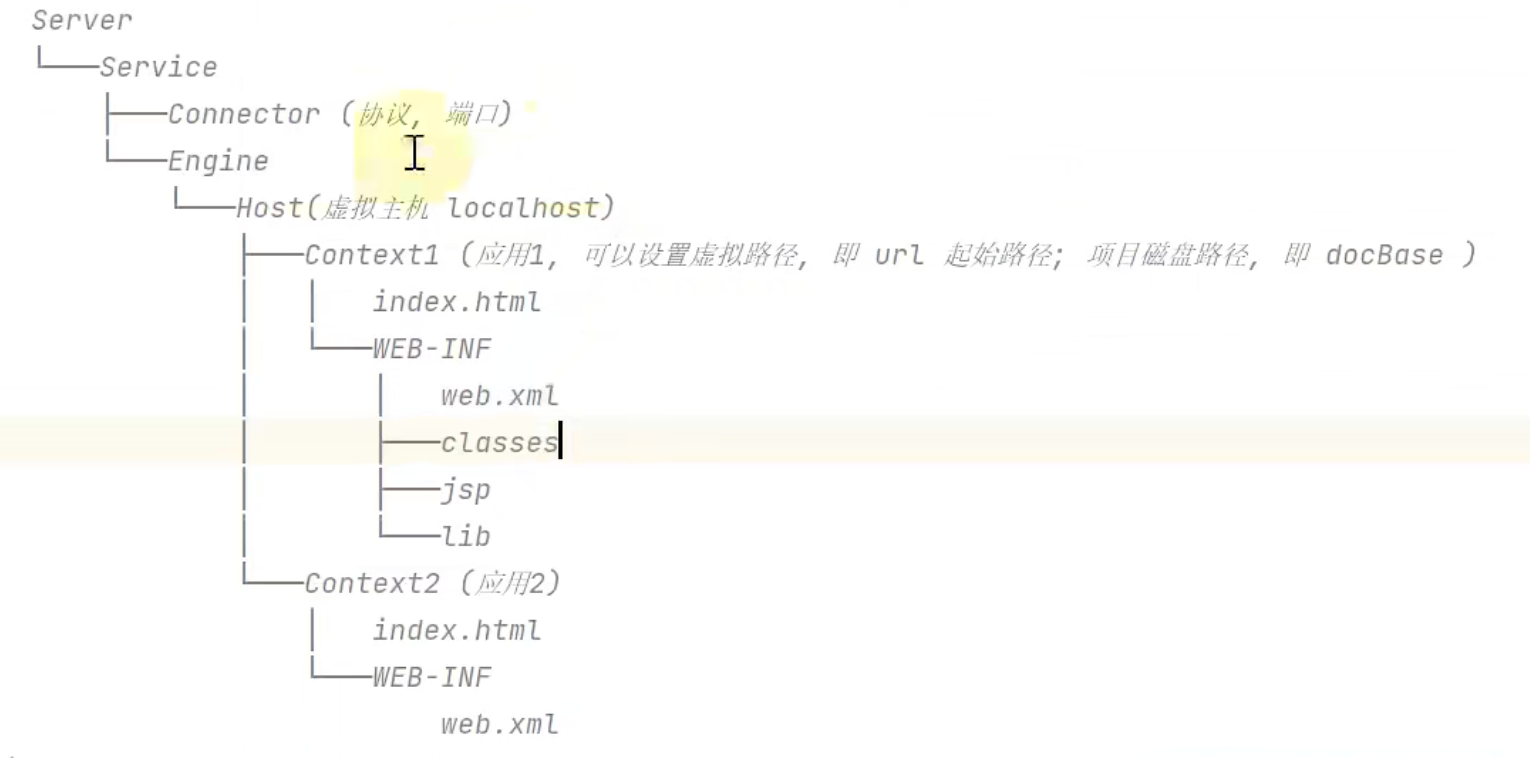 Server
└───Service
    ├───Connector (协议, 端口)
    └───Engine
        └───Host(虚拟主机 localhost)
            ├───Context1 (应用1, 可以设置虚拟路径, 即 url 起始路径; 项目磁盘路径, 即 docBase )
            │   │   index.html
            │   └───WEB-INF
            │       │   web.xml
            │       ├───classes
            │       ├───jsp
            │       └───lib
            └───Context2 (应用2)
                │   index.html
                └───WEB-INF
                        web.xml